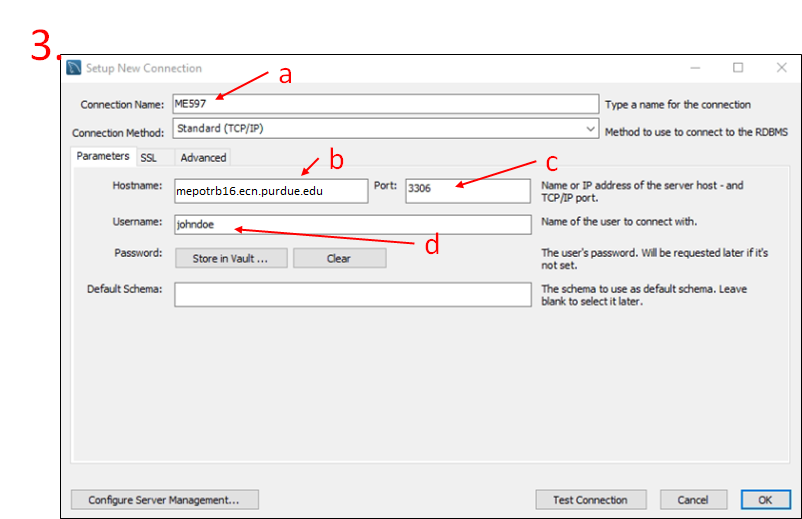 3.
Setup New Connection
a
Connection Name: ME597 Type a name for the connection
Connection Method: Standard (TCP/IP) Method to use to connect to the RDBMS
Parameters SSL Advanced
b
c
Hostname: mepotrb16.ecn.purdue.edu Port: 3306 Name or IP address of the server host - and
TCP/IP port.
Username: johndoe Name of the user to connect with.
d
Password: Store in Vault ... Clear The user's password. Will be requested later if it's
not set.
Default Schema: The schema to use as default schema. Leave
blank to select it later.
Configure Server Management... Test Connection Cancel OK